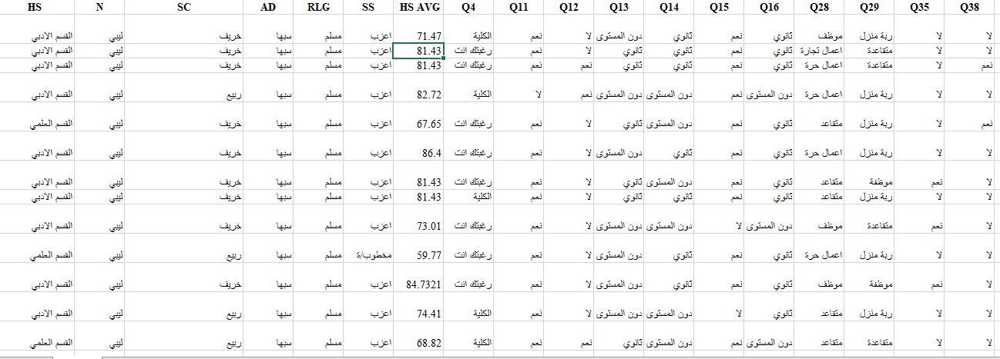 HS N SC AD RLG SS HS AVG Q4 Q11 Q12 Q13 Q14 Q15 Q16 Q28 Q29 Q35 Q38
القسم الادبي ليبي خريف سبها مسلم اعزب 71.47 الكلية نعم لا دون المستوى ثانوي نعم ثانوي موظف ربة منزل لا لا
القسم الادبي ليبي خريف سبها مسلم اعزب 81.43 رغبتك انت نعم لا ثانوي ثانوي نعم ثانوي اعمال تجارة متقاعدة لا لا
القسم الادبي ليبي خريف سبها مسلم اعزب 81.43 رغبتك انت نعم نعم ثانوي ثانوي نعم ثانوي اعمال حرة متقاعدة لا نعم
القسم الادبي ليبي ربيع سبها مسلم اعزب 82.72 الكلية لا نعم دون المستوى دون المستوى نعم دون المستوى اعمال حرة ربة منزل لا لا
القسم العلمي ليبي خريف سبها مسلم اعزب 67.65 رغبتك انت نعم لا ثانوي دون المستوى نعم ثانوي متقاعد ربة منزل لا نعم
القسم الادبي ليبي خريف سبها مسلم اعزب 86.4 رغبتك انت نعم لا دون المستوى ثانوي نعم ثانوي اعمال حرة ربة منزل لا لا
القسم الادبي ليبي خريف سبها مسلم اعزب 81.43 رغبتك انت نعم لا ثانوي دون المستوى نعم ثانوي متقاعد موظفة نعم لا
القسم الادبي ليبي خريف سبها مسلم اعزب 81.43 الكلية نعم لا ثانوي ثانوي نعم ثانوي متقاعد ربة منزل لا لا
القسم الادبي ليبي خريف سبها مسلم اعزب 73.01 رغبتك انت نعم لا دون المستوى دون المستوى لا دون المستوى موظف متقاعدة نعم لا
القسم العلمي ليبي ربيع سبها مسلم مخطوب/ة 59.77 رغبتك انت نعم لا دون المستوى ثانوي نعم ثانوي اعمال حرة ربة منزل لا لا
القسم الادبي ليبي خريف سبها مسلم اعزب 84.7321 رغبتك انت نعم لا دون المستوى ثانوي نعم ثانوي موظف موظفة نعم لا
القسم الادبي ليبي ربيع سبها مسلم اعزب 74.41 الكلية نعم لا دون المستوى دون المستوى لا ثانوي متقاعد ربة منزل لا لا
القسم العلمي ليبي ربيع سبها مسلم اعزب 68.82 الكلية نعم نعم ثانوي دون المستوى نعم دون المستوى متقاعد متقاعدة لا لا